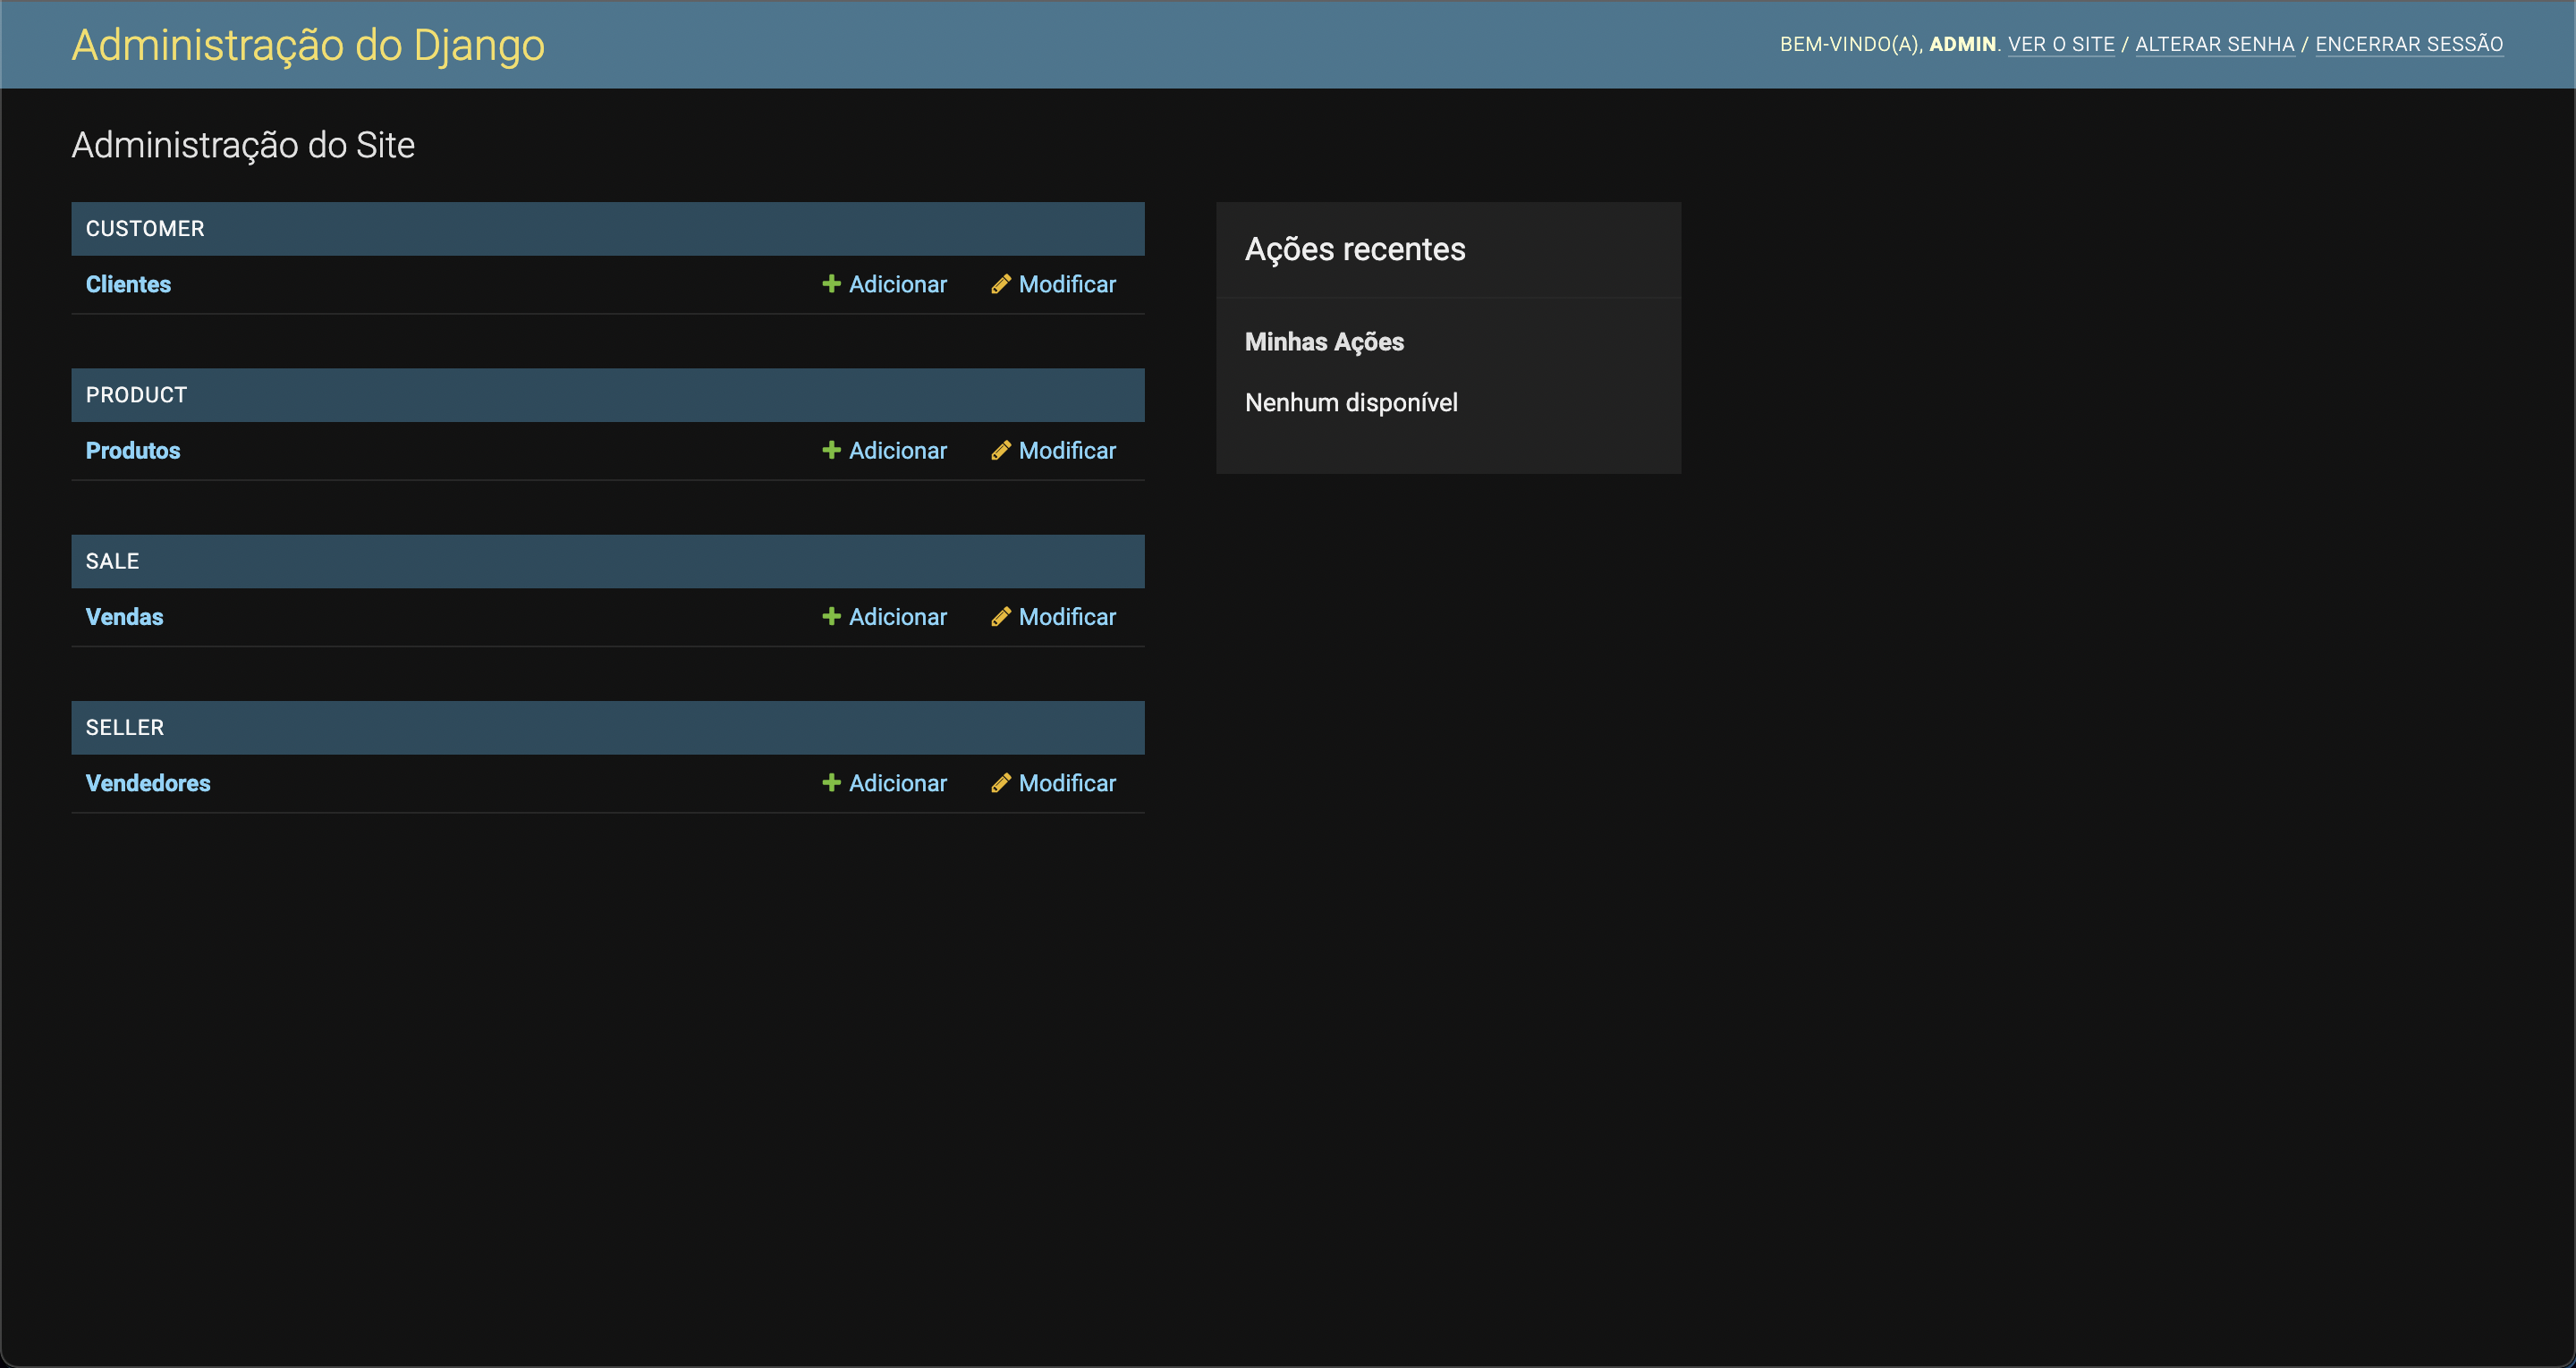 Administração do Django
BEM-VINDO(A), ADMIN. VER O SITE / ALTERAR SENHA / ENCERRAR SESSÃO
Administração do Site
CUSTOMER
Clientes Adicionar Modificar
PRODUCT
Produtos Adicionar Modificar
SALE
Vendas Adicionar Modificar
SELLER
Vendedores Adicionar Modificar
Ações recentes
Minhas Ações
Nenhum disponível